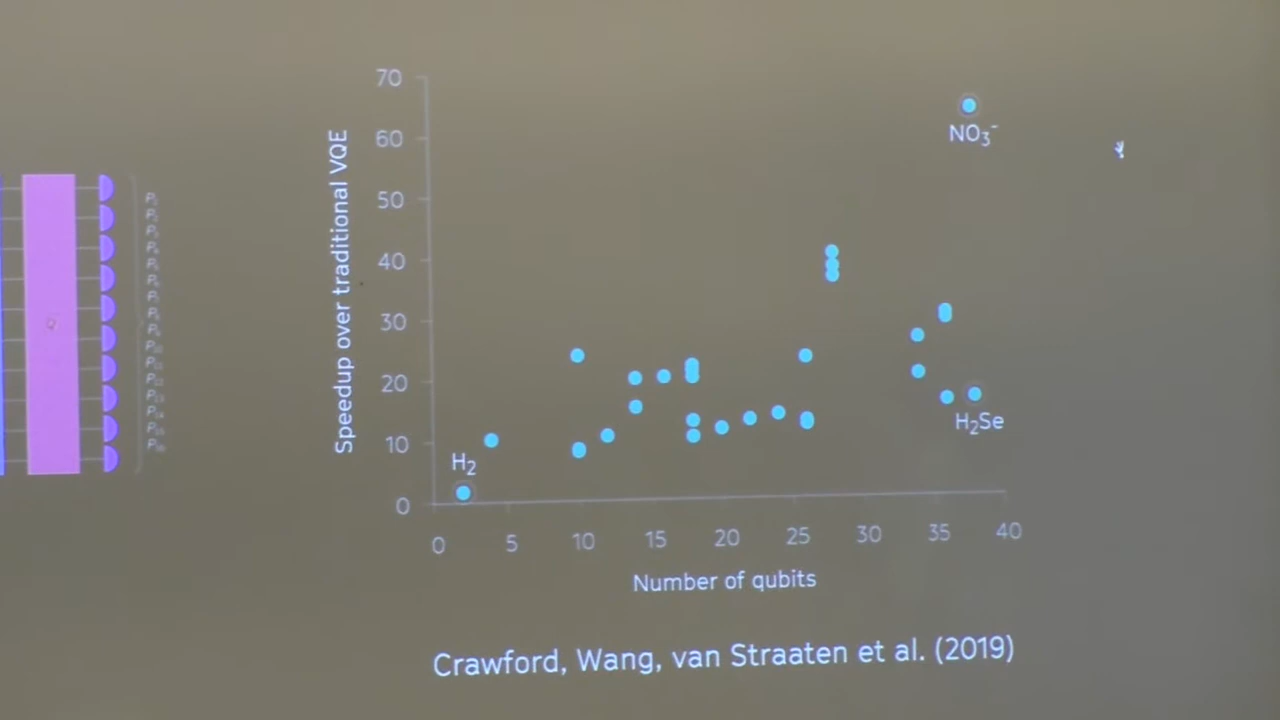 70
60
50
40
30
20
10
0
Speedup over traditional VQE
NO₃⁻
H₂Se
H₂
0 5 10 15 20 25 30 35 40
Number of qubits
Crawford, Wang, van Straaten et al. (2019)